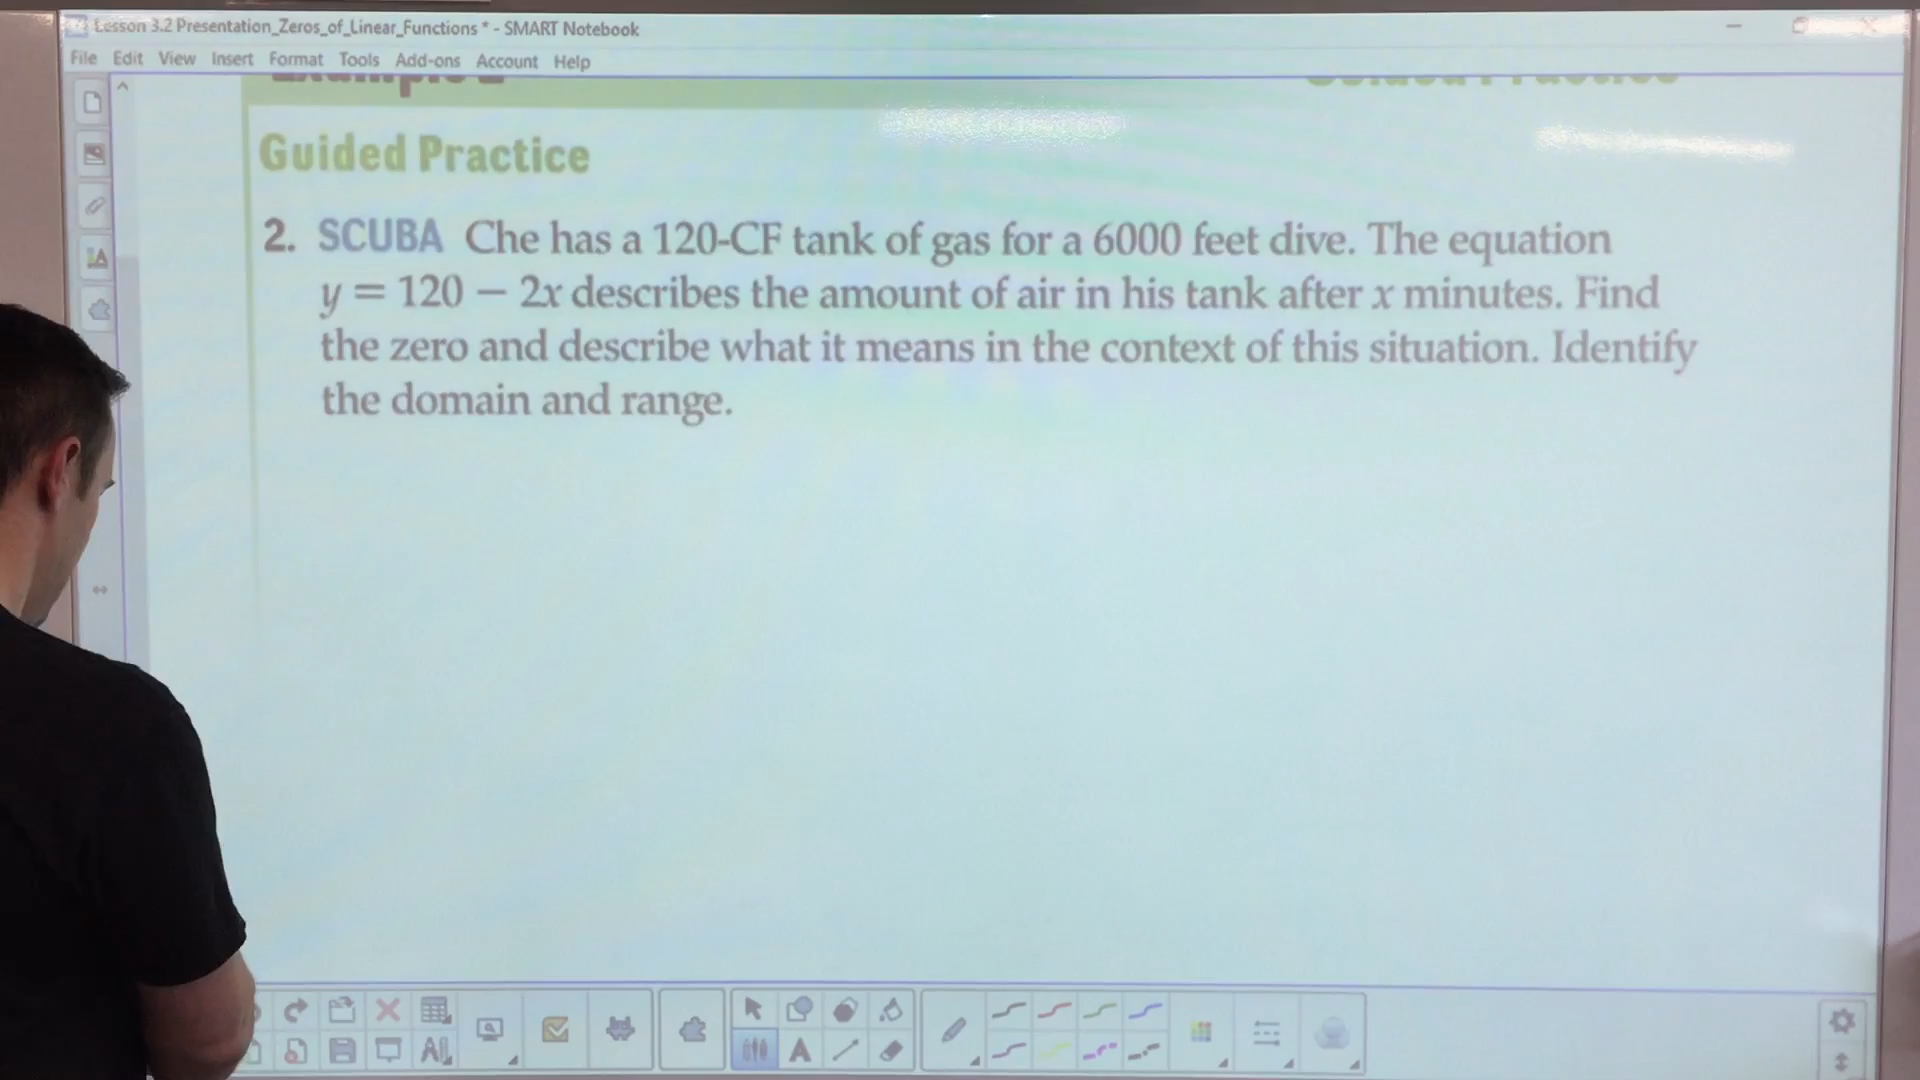 Lesson 3.2 Presentation_Zeros_of_Linear_Functions * - SMART Notebook
File Edit View Insert Format Tools Add-ons Account Help
Guided Practice
2. SCUBA Che has a 120-CF tank of gas for a 6000 feet dive. The equation
y = 120 − 2x describes the amount of air in his tank after x minutes. Find
the zero and describe what it means in the context of this situation. Identify
the domain and range.